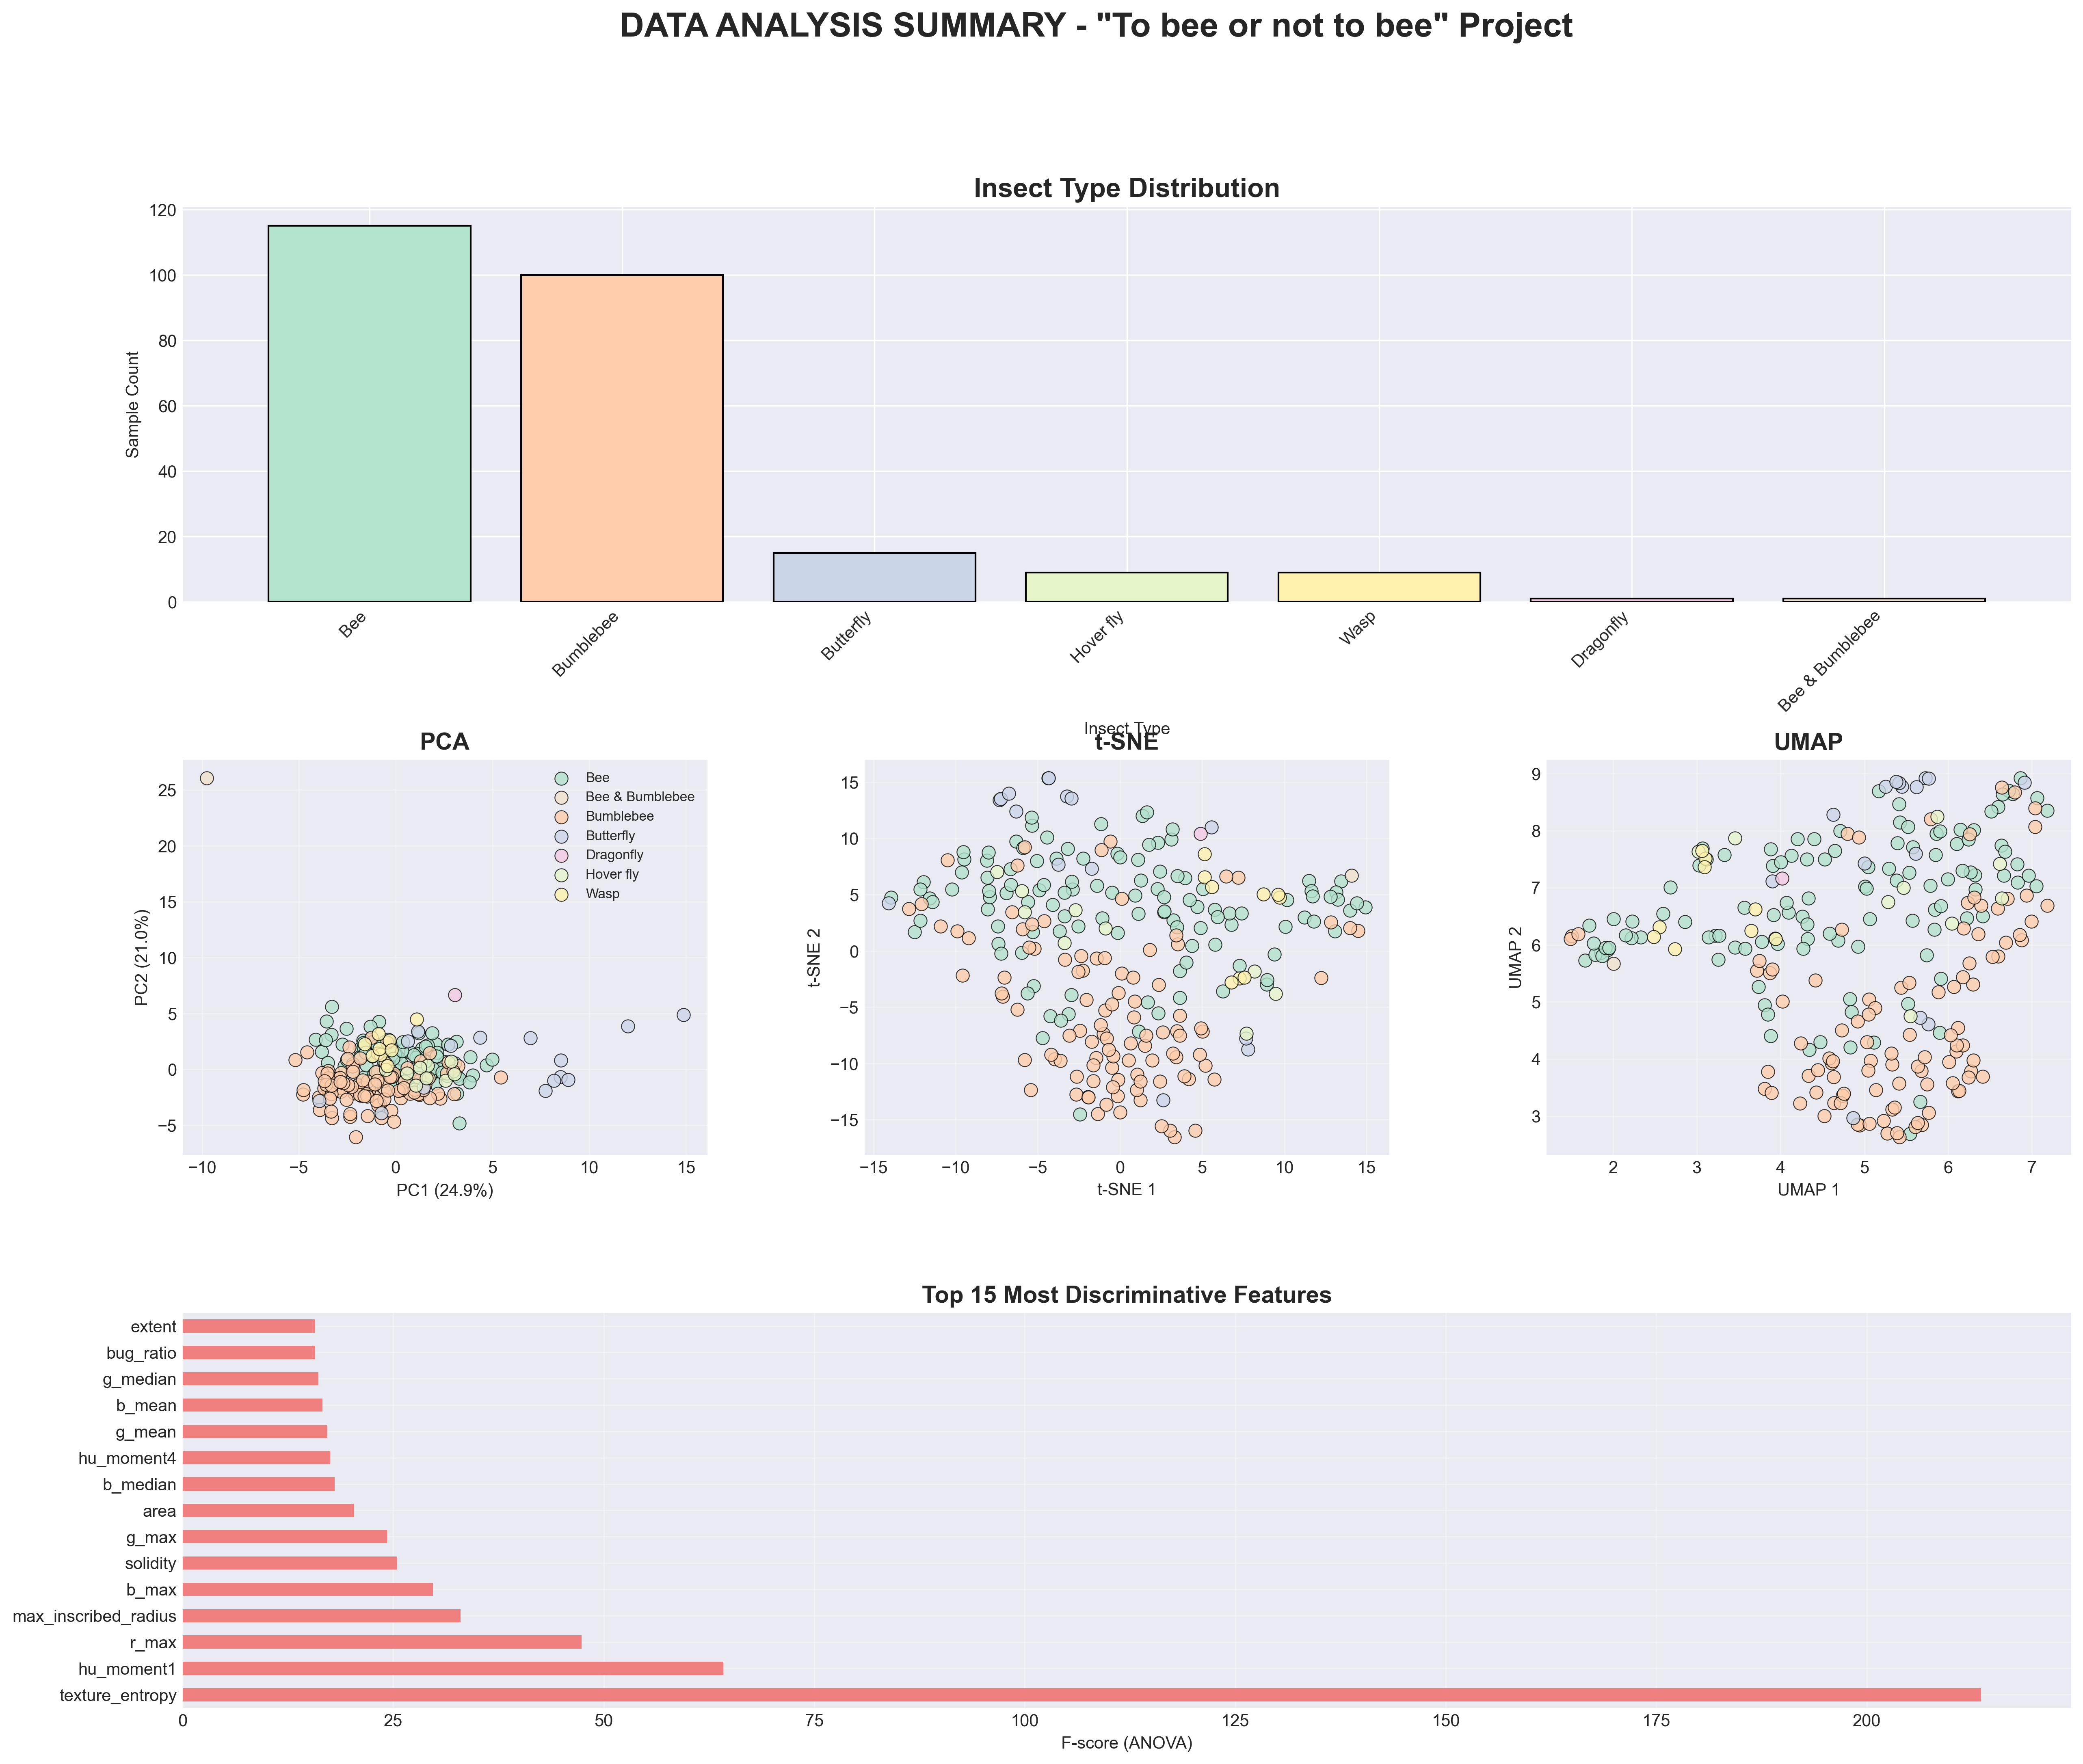 DATA ANALYSIS SUMMARY - "To bee or not to bee" Project
Insect Type Distribution
120
100
80
60
40
20
0
Sample Count
Bee
Bumblebee
Butterfly
Hover fly
Wasp
Dragonfly
Bee & Bumblebee
Insect Type
PCA
25
20
15
10
5
0
−5
PC2 (21.0%)
Bee
Bee & Bumblebee
Bumblebee
Butterfly
Dragonfly
Hover fly
Wasp
−10 −5 0 5 10 15
PC1 (24.9%)
t-SNE
15
10
5
0
−5
−10
−15
t-SNE 2
−15 −10 −5 0 5 10 15
t-SNE 1
UMAP
9
8
7
6
5
4
3
UMAP 2
2 3 4 5 6 7
UMAP 1
Top 15 Most Discriminative Features
extent
bug_ratio
g_median
b_mean
g_mean
hu_moment4
b_median
area
g_max
solidity
b_max
max_inscribed_radius
r_max
hu_moment1
texture_entropy
0 25 50 75 100 125 150 175 200
F-score (ANOVA)